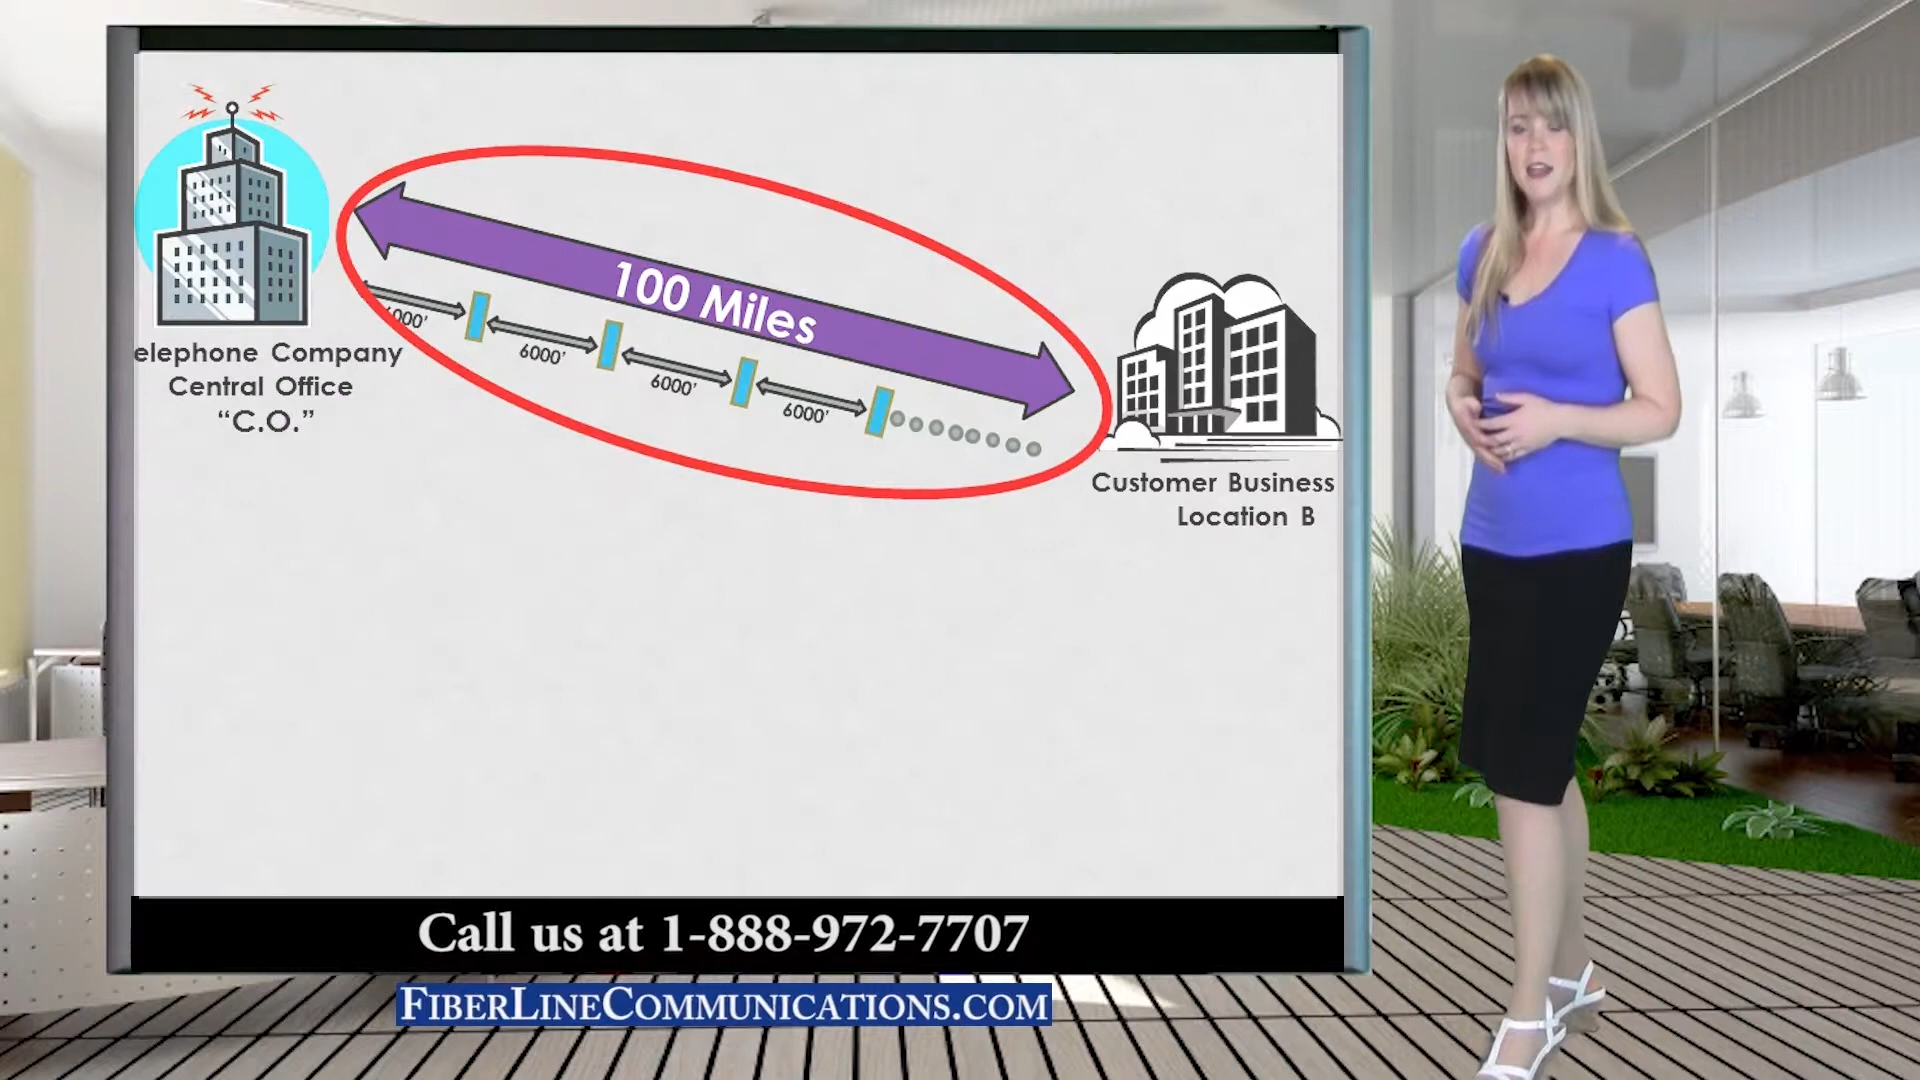 100 Miles
000'
6000'
6000'
6000'
elephone Company
Central Office
“C.O.”
Customer Business
Location B
Call us at 1-888-972-7707
FIBERLINECOMMUNICATIONS.COM